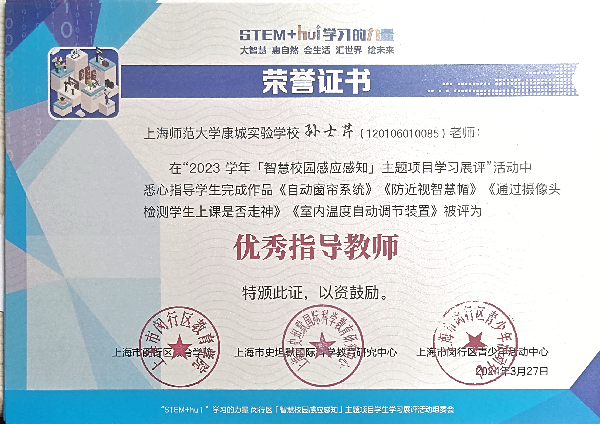 STEM+hui学习的力量
大智慧 惠自然 会生活 汇世界 绘未来
荣誉证书
上海师范大学康城实验学校 孙士芹 (120106010085) 老师:
在“2023 学年「智慧校园感应感知」主题项目学习展评”活动中
悉心指导学生完成作品《自动窗帘系统》《防近视智慧帽》《通过摄像头
检测学生上课是否走神》《室内温度自动调节装置》被评为
优秀指导教师
特颁此证，以资鼓励。
上海市闵行区教育学院 上海市史坦默国际科学教育研究中心 上海市闵行区青少年活动中心
2024年3月27日
“STEM+hui”学习的力量 闵行区「智慧校园感应感知」主题项目学生学习展评活动组委会